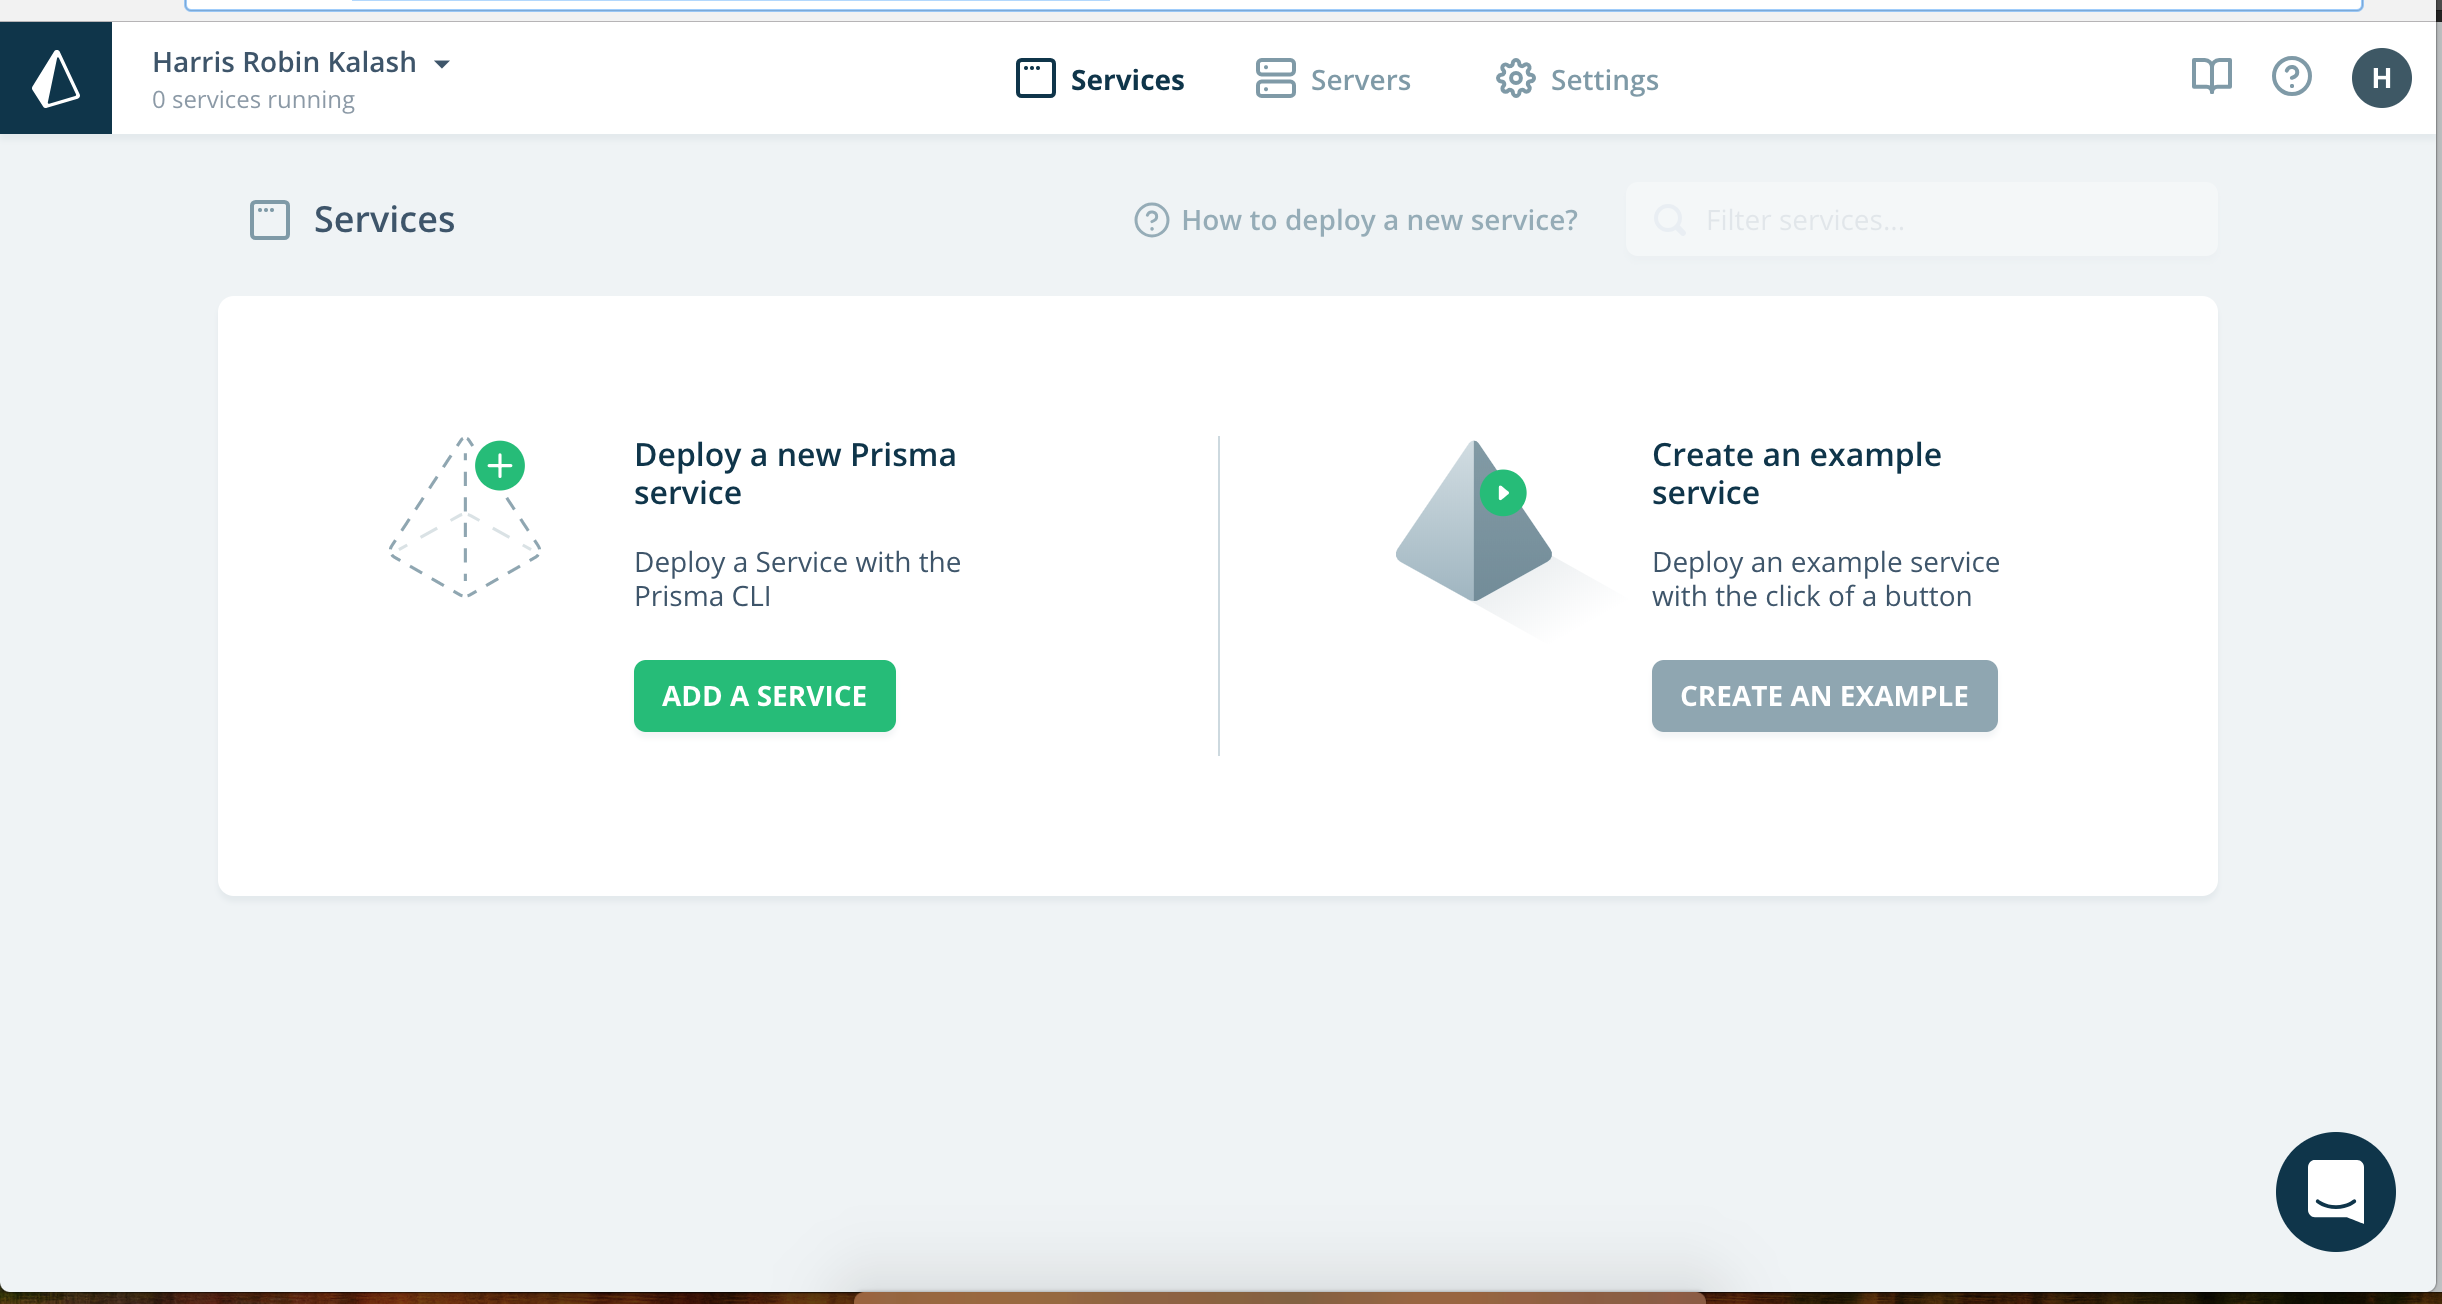 Harris Robin Kalash
0 services running
Services
Servers
Settings
H
Services
How to deploy a new service?
Filter services...
Deploy a new Prisma
service
Deploy a Service with the
Prisma CLI
ADD A SERVICE
Create an example
service
Deploy an example service
with the click of a button
CREATE AN EXAMPLE